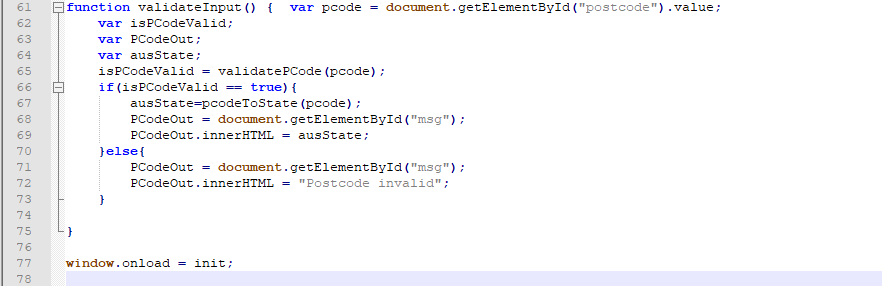 61 function validateInput() {  var pcode = document.getElementById("postcode").value;
62     var isPCodeValid;
63     var PCodeOut;
64     var ausState;
65     isPCodeValid = validatePCode(pcode);
66     if(isPCodeValid == true){
67         ausState=pcodeToState(pcode);
68         PCodeOut = document.getElementById("msg");
69         PCodeOut.innerHTML = ausState;
70     }else{
71         PCodeOut = document.getElementById("msg");
72         PCodeOut.innerHTML = "Postcode invalid";
73     }
74
75 }
76
77 window.onload = init;
78